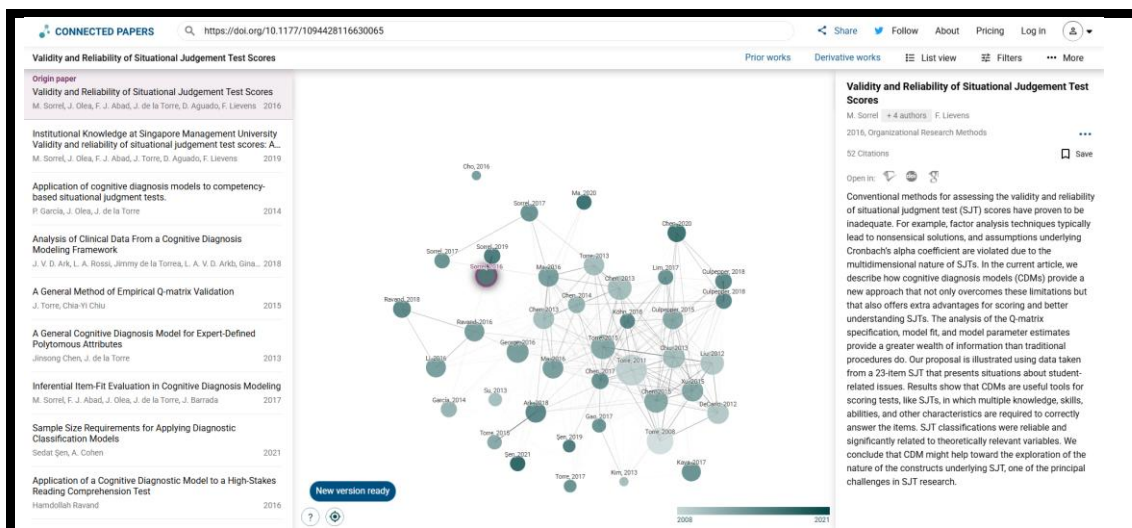 CONNECTED PAPERS
https://doi.org/10.1177/1094428116630065
Share
Follow
About
Pricing
Log in
Validity and Reliability of Situational Judgement Test Scores
Prior works
Derivative works
List view
Filters
More
Origin paper
Validity and Reliability of Situational Judgement Test Scores
M. Sorrel, J. Olea, F. J. Abad, J. de la Torre, D. Aguado, F. Lievens 2016
Institutional Knowledge at Singapore Management University
Validity and reliability of situational judgement test scores: A...
M. Sorrel, J. Olea, F. J. Abad, J. Torre, D. Aguado, F. Lievens 2019
Application of cognitive diagnosis models to competency-
based situational judgment tests.
P. García, J. Olea, J. de la Torre 2014
Analysis of Clinical Data From a Cognitive Diagnosis
Modeling Framework
J. V. D. Ark, L. A. Rossi, Jimmy de la Torrea, L. A. V. D. Arkb, Gina... 2018
A General Method of Empirical Q-matrix Validation
J. Torre, Chia-Yi Chiu 2015
A General Cognitive Diagnosis Model for Expert-Defined
Polytomous Attributes
Jinsong Chen, J. de la Torre 2013
Inferential Item-Fit Evaluation in Cognitive Diagnosis Modeling
M. Sorrel, F. J. Abad, J. Olea, J. de la Torre, J. Barrada 2017
Sample Size Requirements for Applying Diagnostic
Classification Models
Sedat Şen, A. Cohen 2021
Application of a Cognitive Diagnostic Model to a High-Stakes
Reading Comprehension Test
Hamdollah Ravand 2016
Cho, 2016
Ma, 2020
Sorrel, 2017
Chen, 2020
Sorrel, 2017
Sorrel, 2019
Sorrel, 2016
Torre, 2013
Ma, 2016
Chen, 2013
Lim, 2017
Culpepper, 2018
Culpepper, 2018
Chen, 2014
Ravand, 2018
Chen, 2013
Köhn, 2016
Culpepper, 2015
Ravand, 2016
George, 2016
Torre, 2015
Chiu, 2013
Liu, 2012
Li, 2016
Ma, 2016
Torre, 2011
Chen, 2017
Xu, 2015
Su, 2013
Chen, 2015
García, 2014
Ark, 2018
DeCarlo, 2012
Gao, 2017
Torre, 2015
Şen, 2019
Torre, 2008
Şen, 2021
Kaya, 2017
Torre, 2017
Kim, 2013
New version ready
?
2008
2021
Validity and Reliability of Situational Judgement Test
Scores
M. Sorrel + 4 authors F. Lievens
2016, Organizational Research Methods
52 Citations
Save
Open in:
Conventional methods for assessing the validity and reliability
of situational judgment test (SJT) scores have proven to be
inadequate. For example, factor analysis techniques typically
lead to nonsensical solutions, and assumptions underlying
Cronbach's alpha coefficient are violated due to the
multidimensional nature of SJTs. In the current article, we
describe how cognitive diagnosis models (CDMs) provide a
new approach that not only overcomes these limitations but
that also offers extra advantages for scoring and better
understanding SJTs. The analysis of the Q-matrix
specification, model fit, and model parameter estimates
provide a greater wealth of information than traditional
procedures do. Our proposal is illustrated using data taken
from a 23-item SJT that presents situations about student-
related issues. Results show that CDMs are useful tools for
scoring tests, like SJTs, in which multiple knowledge, skills,
abilities, and other characteristics are required to correctly
answer the items. SJT classifications were reliable and
significantly related to theoretically relevant variables. We
conclude that CDM might help toward the exploration of the
nature of the constructs underlying SJT, one of the principal
challenges in SJT research.